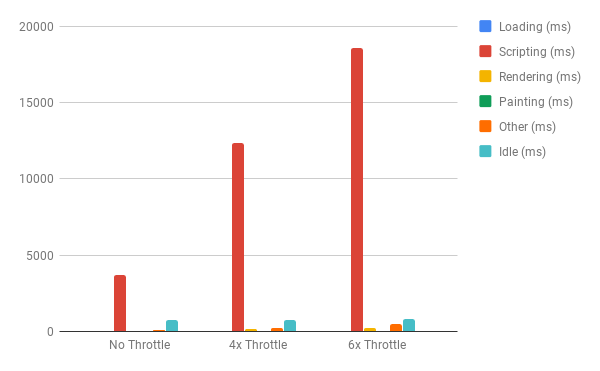 20000
15000
10000
5000
0
No Throttle
4x Throttle
6x Throttle
Loading (ms)
Scripting (ms)
Rendering (ms)
Painting (ms)
Other (ms)
Idle (ms)